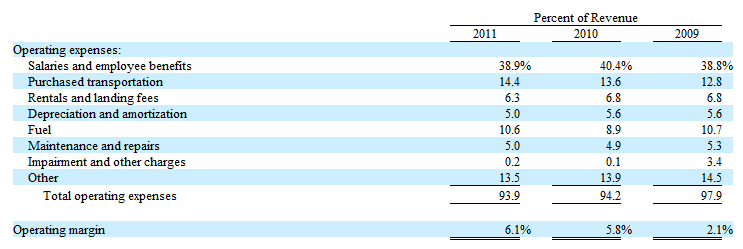 Percent of Revenue
2011 2010 2009
Operating expenses:
Salaries and employee benefits 38.9% 40.4% 38.8%
Purchased transportation 14.4 13.6 12.8
Rentals and landing fees 6.3 6.8 6.8
Depreciation and amortization 5.0 5.6 5.6
Fuel 10.6 8.9 10.7
Maintenance and repairs 5.0 4.9 5.3
Impairment and other charges 0.2 0.1 3.4
Other 13.5 13.9 14.5
Total operating expenses 93.9 94.2 97.9
Operating margin 6.1% 5.8% 2.1%